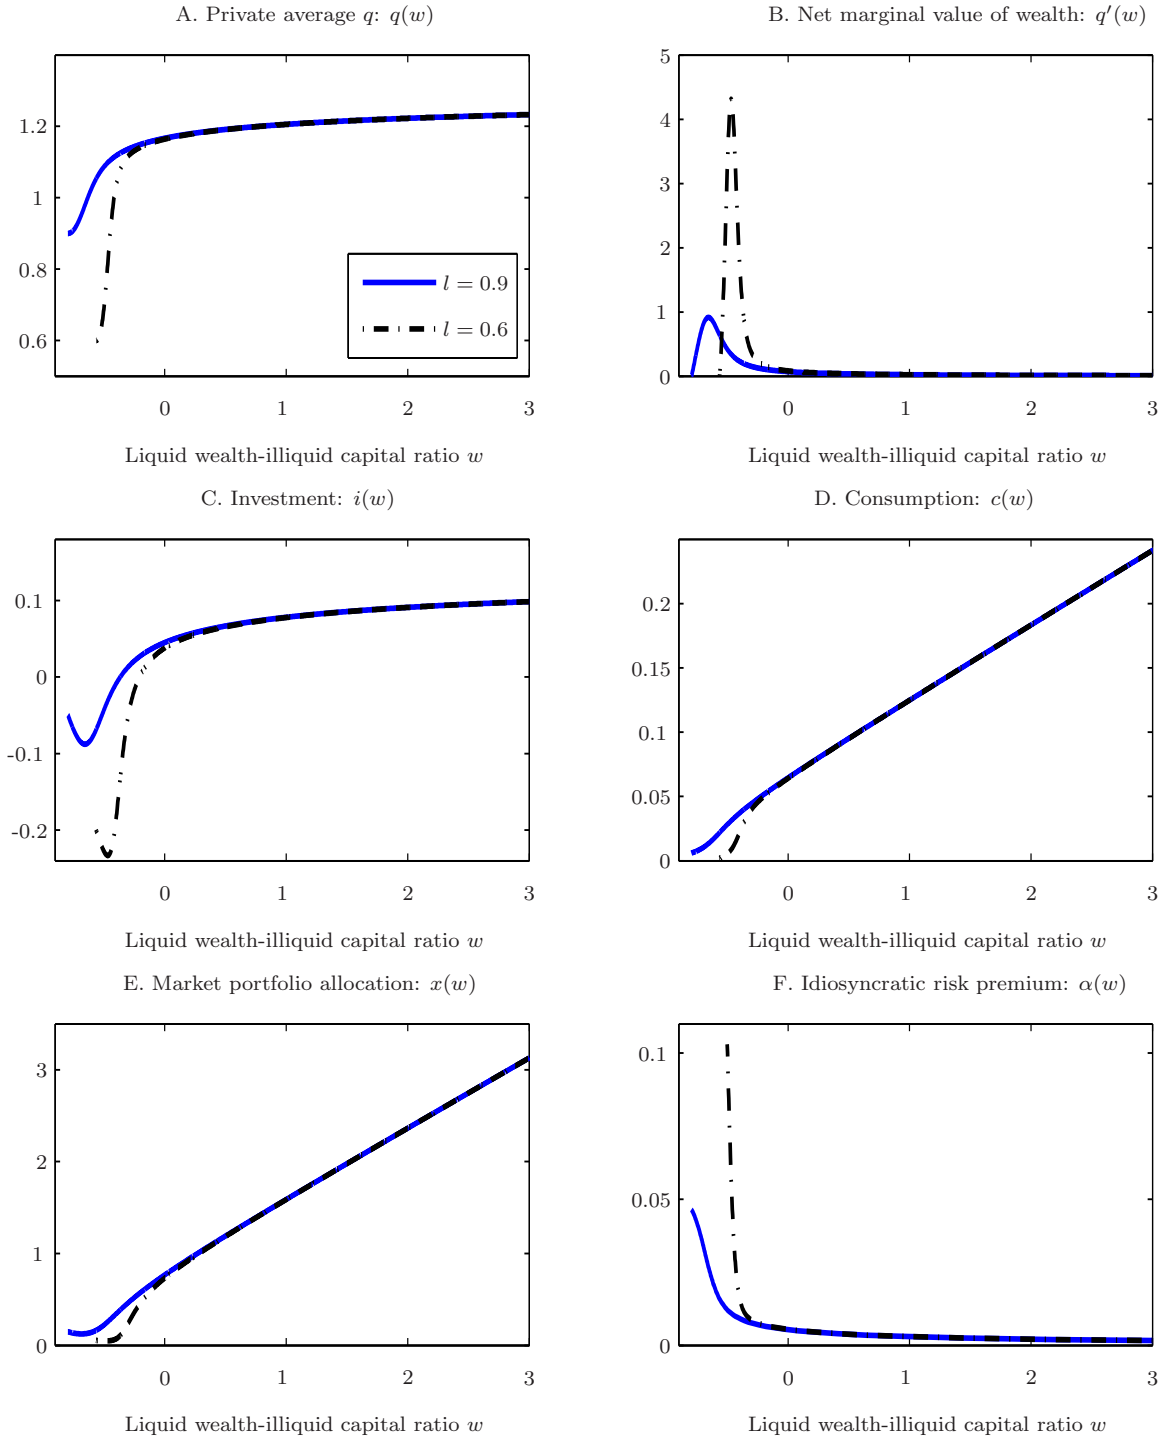 A. Private average q: q(w)
1.2
1
0.8
0.6
l = 0.9
l = 0.6
0 1 2 3
Liquid wealth-illiquid capital ratio w
B. Net marginal value of wealth: q′(w)
5
4
3
2
1
0
0 1 2 3
Liquid wealth-illiquid capital ratio w
C. Investment: i(w)
0.1
0
-0.1
-0.2
0 1 2 3
Liquid wealth-illiquid capital ratio w
D. Consumption: c(w)
0.2
0.15
0.1
0.05
0
0 1 2 3
Liquid wealth-illiquid capital ratio w
E. Market portfolio allocation: x(w)
3
2
1
0
0 1 2 3
Liquid wealth-illiquid capital ratio w
F. Idiosyncratic risk premium: α(w)
0.1
0.05
0
0 1 2 3
Liquid wealth-illiquid capital ratio w